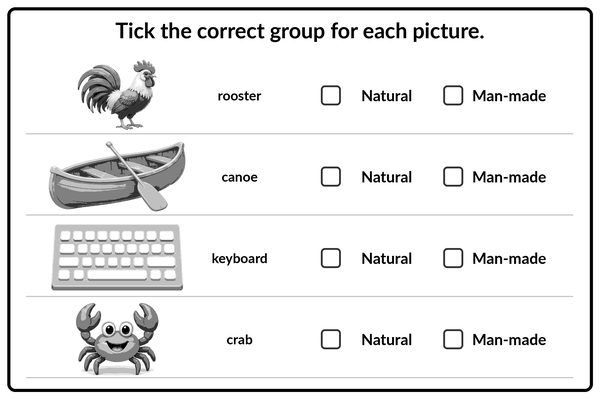 Tick the correct group for each picture.
rooster Natural Man-made
canoe Natural Man-made
keyboard Natural Man-made
crab Natural Man-made